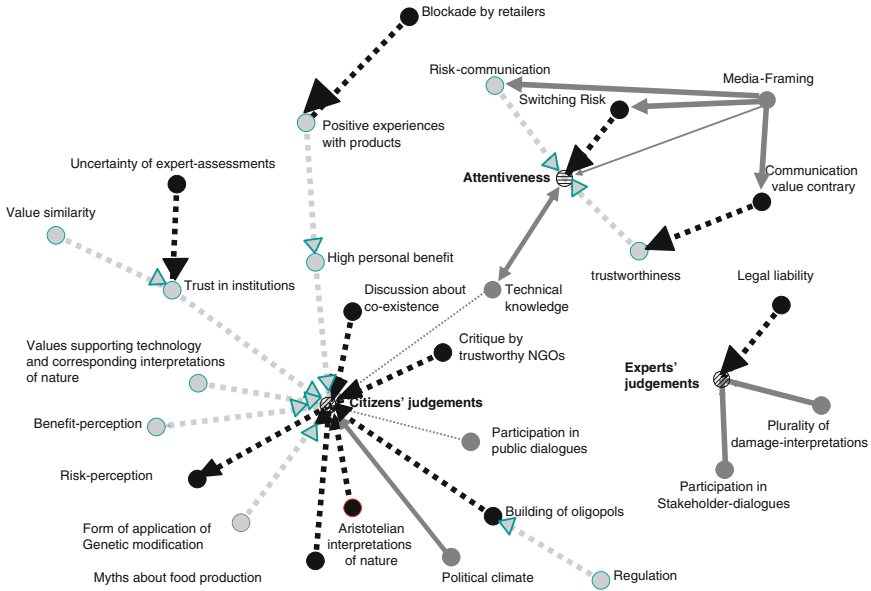 Blockade by retailers
Risk-communication
Media-Framing
Switching Risk
Positive experiences
with products
Uncertainty of expert-assessments
Attentiveness
Communication
value contrary
Value similarity
High personal benefit
trustworthiness
Legal liability
Trust in institutions
Discussion about
co-existence
Technical
knowledge
Values supporting technology
and corresponding interpretations
of nature
Critique by
trustworthy NGOs
Experts’
judgements
Citizens’ judgements
Benefit-perception
Participation in
public dialogues
Plurality of
damage-interpretations
Risk-perception
Participation in
Stakeholder-dialogues
Form of application of
Genetic modification
Aristotelian
interpretations
of nature
Building of oligopols
Myths about food production
Political climate
Regulation